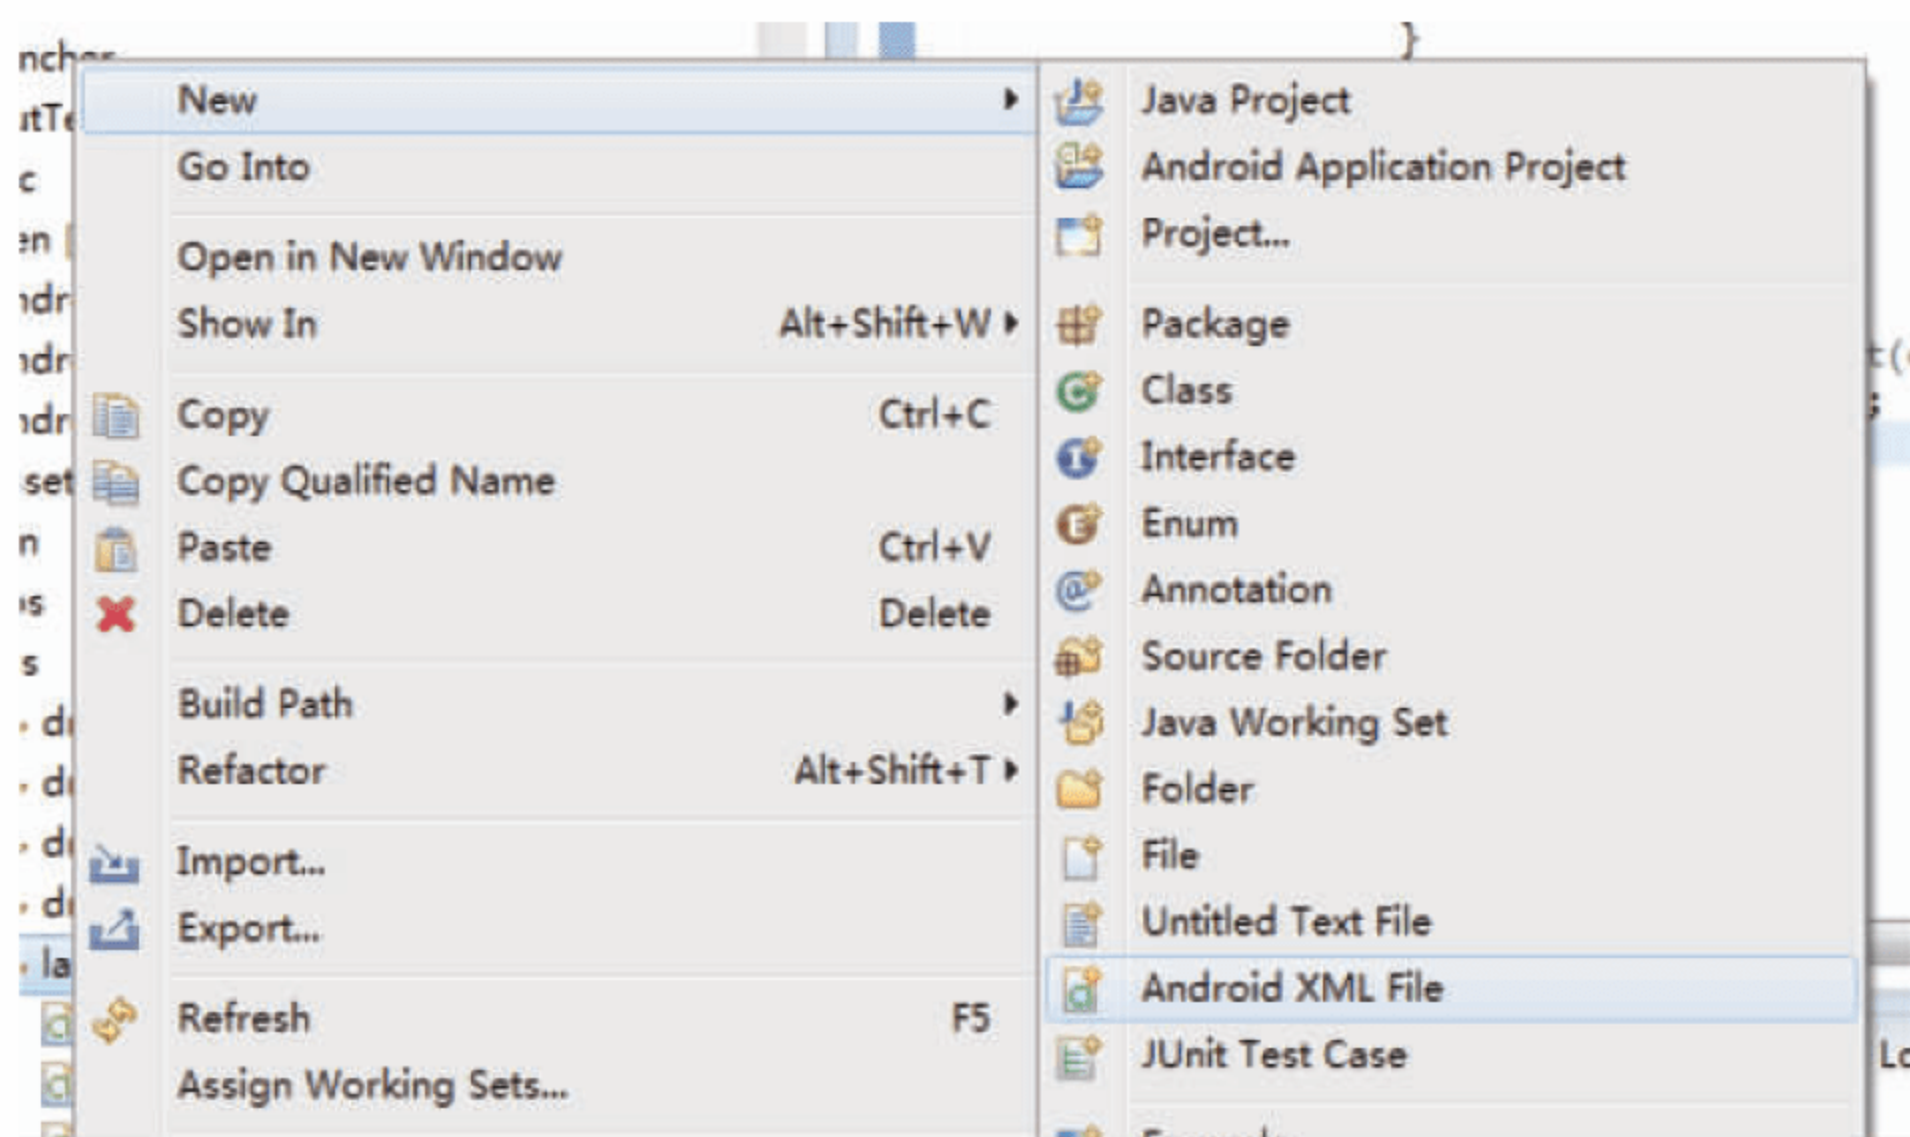 New
Go Into
Open in New Window
Show In Alt+Shift+W
Copy Ctrl+C
Copy Qualified Name
Paste Ctrl+V
Delete Delete
Build Path
Refactor Alt+Shift+T
Import...
Export...
Refresh F5
Assign Working Sets...
}
Java Project
Android Application Project
Project...
Package
Class
Interface
Enum
Annotation
Source Folder
Java Working Set
Folder
File
Untitled Text File
Android XML File
JUnit Test Case